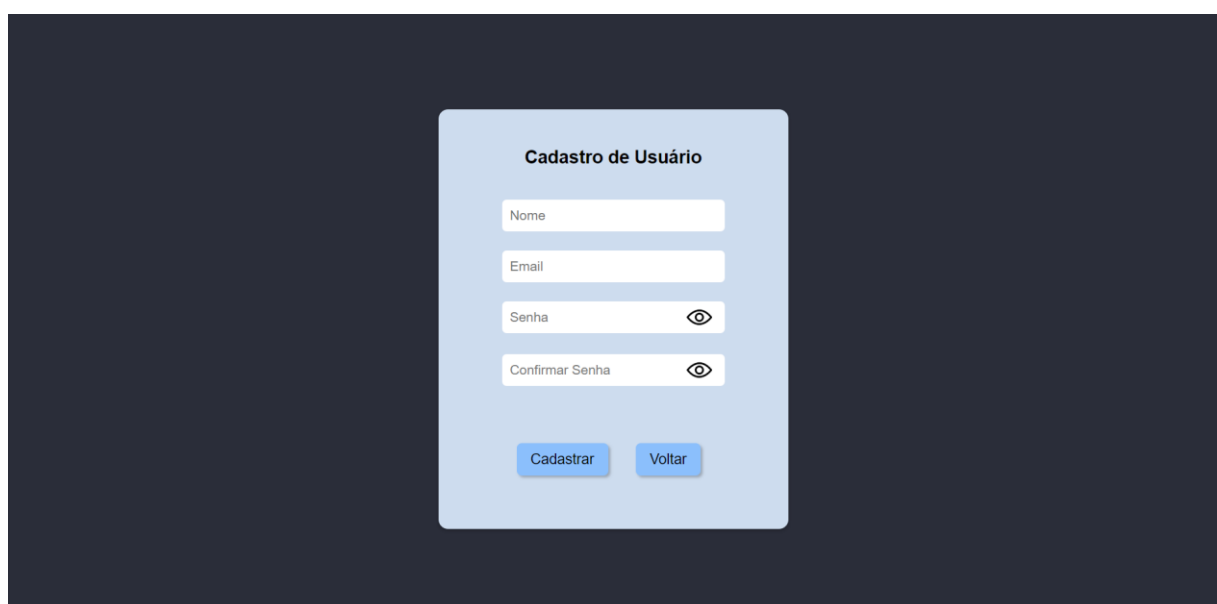 Cadastro de Usuário
Nome
Email
Senha
Confirmar Senha
Cadastrar Voltar